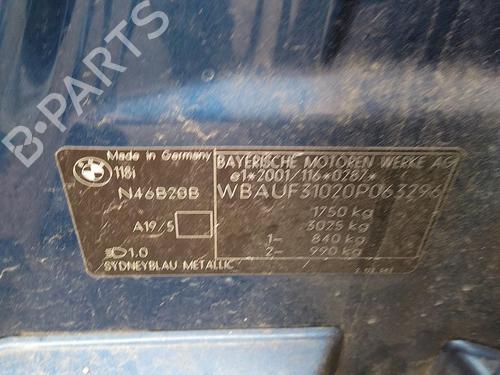 B-PARTS
BMW
Made in Germany
118i
N46B20B
A19/5
1.0
SYDNEYBLAU METALLIC
BAYERISCHE MOTOREN WERKE AG
e1*2001/116*0287*
WBAUF31020P063296
1750 kg
3025 kg
1- 840 kg
2- 990 kg